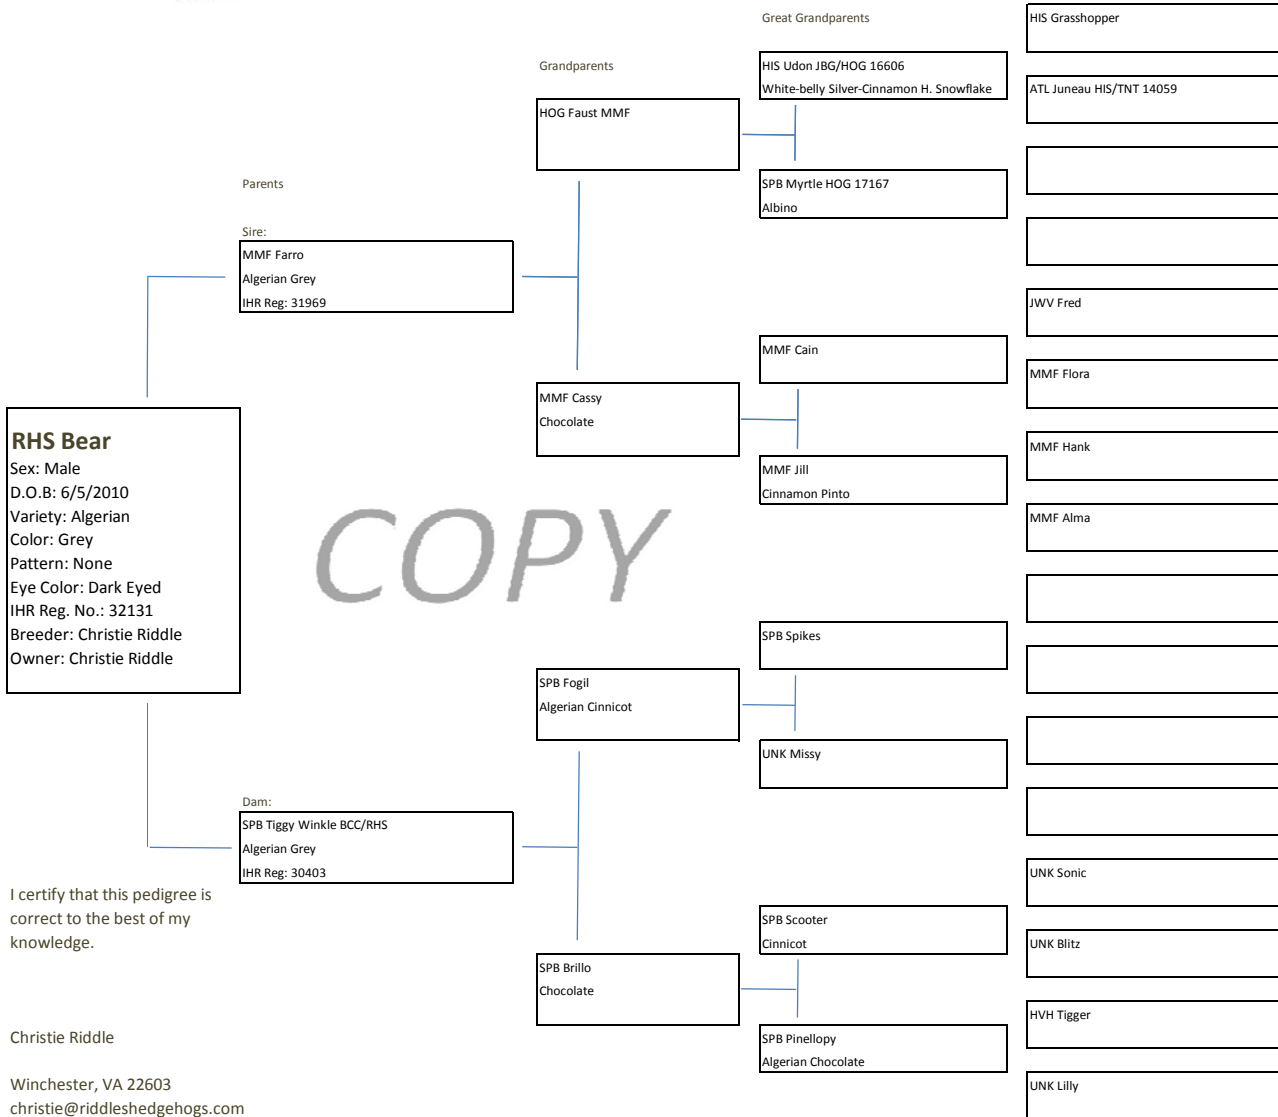 Great Grandparents
HIS Grasshopper
Grandparents
HIS Udon JBG/HOG 16606
White-belly Silver-Cinnamon H. Snowflake
ATL Juneau HIS/TNT 14059
HOG Faust MMF
Parents
SPB Myrtle HOG 17167
Albino
Sire:
MMF Farro
Algerian Grey
IHR Reg: 31969
JWV Fred
MMF Cain
MMF Flora
MMF Cassy
Chocolate
RHS Bear
Sex: Male
D.O.B: 6/5/2010
Variety: Algerian
Color: Grey
Pattern: None
Eye Color: Dark Eyed
IHR Reg. No.: 32131
Breeder: Christie Riddle
Owner: Christie Riddle
MMF Hank
MMF Jill
Cinnamon Pinto
MMF Alma
COPY
SPB Spikes
SPB Fogil
Algerian Cinnicot
UNK Missy
Dam:
SPB Tiggy Winkle BCC/RHS
Algerian Grey
IHR Reg: 30403
UNK Sonic
I certify that this pedigree is
correct to the best of my
knowledge.
SPB Scooter
Cinnicot
UNK Blitz
SPB Brillo
Chocolate
HVH Tigger
SPB Pinellopy
Algerian Chocolate
UNK Lilly
Christie Riddle
Winchester, VA 22603
christie@riddleshedgehogs.com